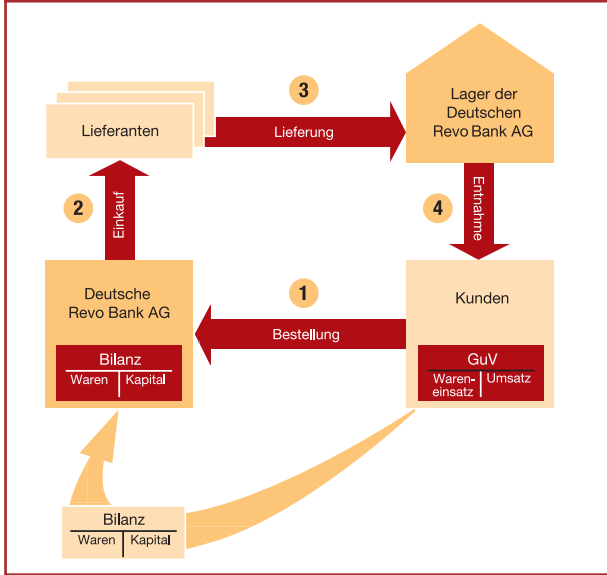 3
Lieferanten
Lieferung
Lager der
Deutschen
Revo Bank AG
2
Einkauf
4
Entnahme
1
Deutsche
Revo Bank AG
Bestellung
Kunden
Bilanz
Waren Kapital
GuV
Waren-
einsatz
Umsatz
Bilanz
Waren Kapital